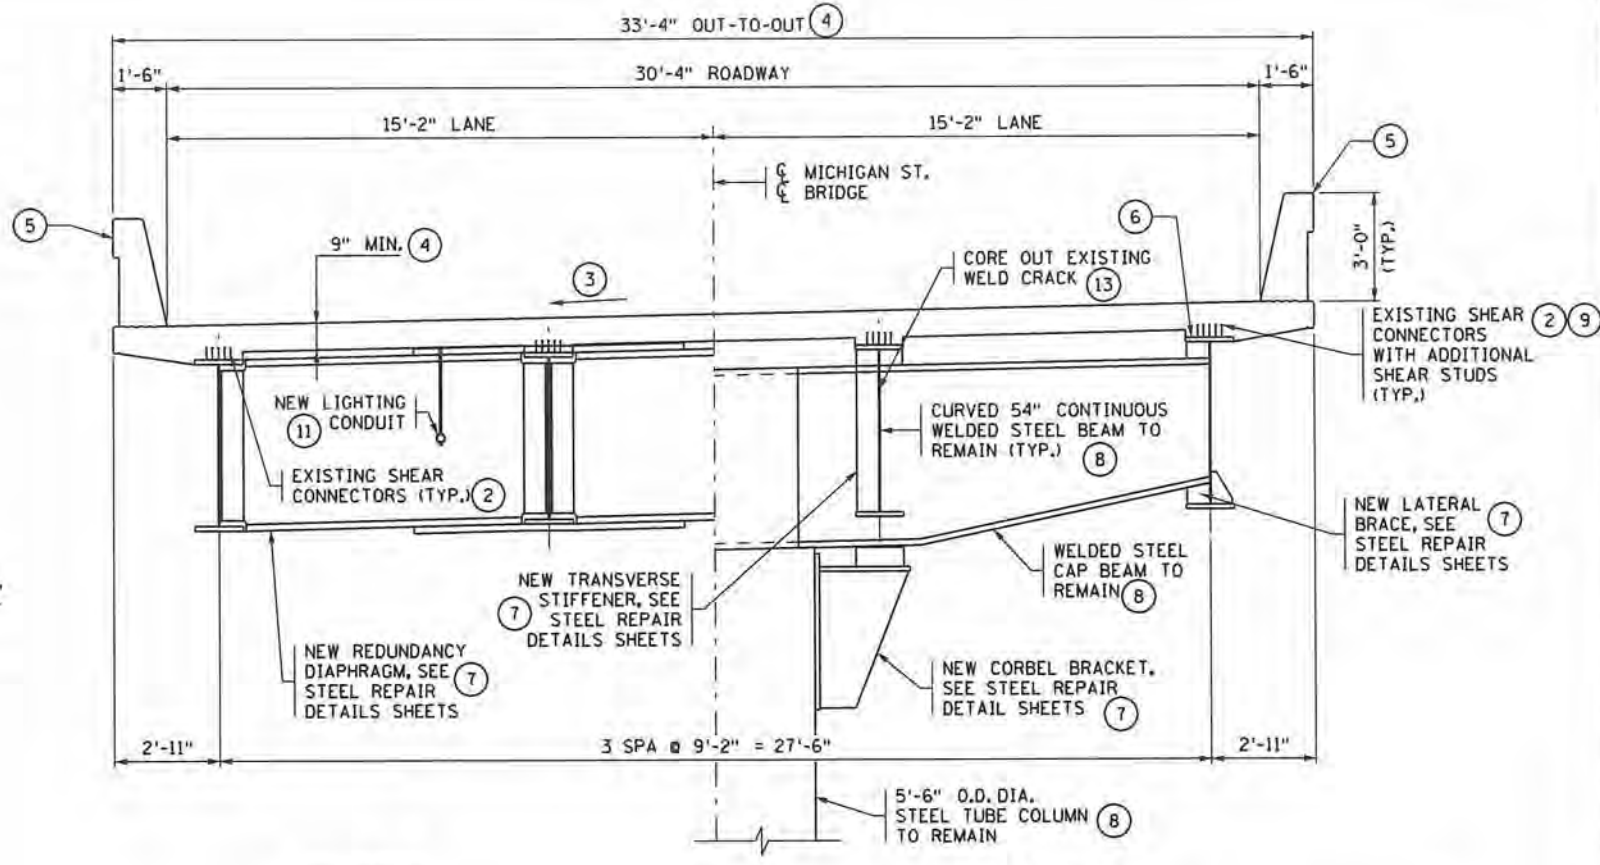 33'-4" OUT-TO-OUT 4
1'-6"
30'-4" ROADWAY
1'-6"
15'-2" LANE
15'-2" LANE
5
℄ MICHIGAN ST.
℄ BRIDGE
5
9" MIN. 4
3
6
CORE OUT EXISTING
WELD CRACK 13
3'-0"
(TYP.)
EXISTING SHEAR 2 9
CONNECTORS
WITH ADDITIONAL
SHEAR STUDS
(TYP.)
NEW LIGHTING
11 CONDUIT
CURVED 54" CONTINUOUS
WELDED STEEL BEAM TO
REMAIN (TYP.) 8
EXISTING SHEAR
CONNECTORS (TYP.) 2
NEW LATERAL
BRACE, SEE 7
STEEL REPAIR
DETAILS SHEETS
WELDED STEEL
CAP BEAM TO
REMAIN 8
NEW TRANSVERSE
7 STIFFENER, SEE
STEEL REPAIR
DETAILS SHEETS
NEW REDUNDANCY
DIAPHRAGM, SEE 7
STEEL REPAIR
DETAILS SHEETS
NEW CORBEL BRACKET,
SEE STEEL REPAIR
DETAIL SHEETS 7
2'-11"
3 SPA @ 9'-2" = 27'-6"
2'-11"
5'-6" O.D. DIA.
STEEL TUBE COLUMN 8
TO REMAIN